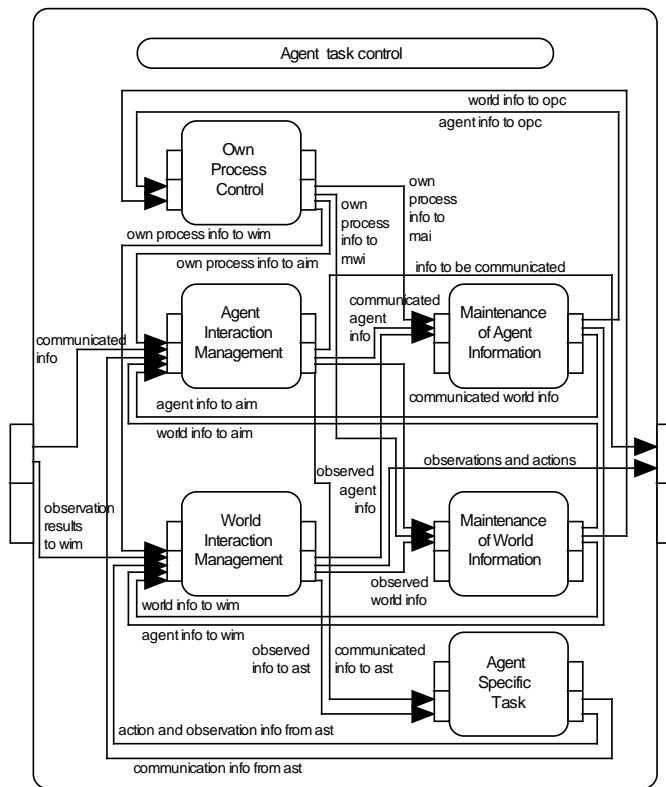 Agent task control
world info to opc
agent info to opc
Own
Process
Control
own
process
info to
mai
own
process
info to
mwi
own process info to wim
own process info to aim
info to be communicated
Agent
Interaction
Management
communicated
agent
info
Maintenance
of Agent
Information
communicated
info
agent info to aim
communicated world info
world info to aim
observations and actions
observed
agent
info
observation
results
to wim
World
Interaction
Management
Maintenance
of World
Information
observed
world info
world info to wim
agent info to wim
observed
info to ast
communicated
info to ast
Agent
Specific
Task
action and observation info from ast
communication info from ast